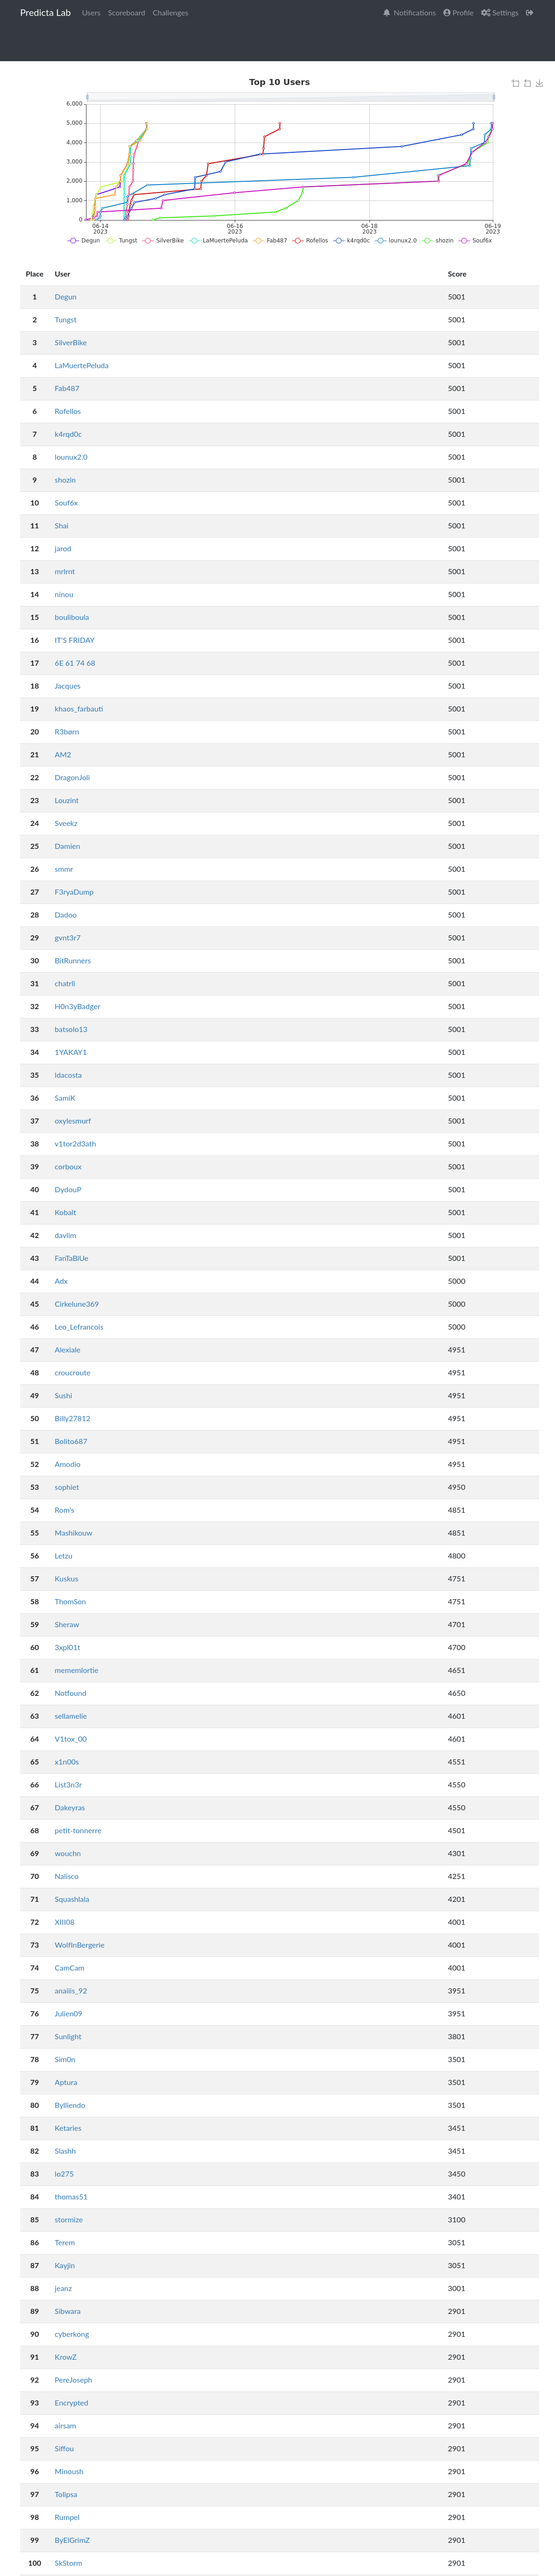 Predicta Lab Users Scoreboard Challenges Notifications Profile Settings
Top 10 Users
6,000
5,000
4,000
3,000
2,000
1,000
0
06-14 06-16 06-18 06-19
2023 2023 2023 2023
Degun Tungst SilverBike LaMuertePeluda Fab487 Rofellos k4rqd0c lounux2.0 shozin Souf6x
Place User Score
1 Degun 5001
2 Tungst 5001
3 SilverBike 5001
4 LaMuertePeluda 5001
5 Fab487 5001
6 Rofellos 5001
7 k4rqd0c 5001
8 lounux2.0 5001
9 shozin 5001
10 Souf6x 5001
11 Shai 5001
12 jarod 5001
13 mrlrnt 5001
14 ninou 5001
15 bouliboula 5001
16 IT'S FRIDAY 5001
17 6E 61 74 68 5001
18 Jacques 5001
19 khaos_farbauti 5001
20 R3børn 5001
21 AM2 5001
22 DragonJoli 5001
23 Louzint 5001
24 Sveekz 5001
25 Damien 5001
26 smmr 5001
27 F3ryaDump 5001
28 Dadoo 5001
29 gvnt3r7 5001
30 BitRunners 5001
31 chatrli 5001
32 H0n3yBadger 5001
33 batsolo13 5001
34 1YAKAY1 5001
35 ldacosta 5001
36 SamiK 5001
37 oxylesmurf 5001
38 v1tor2d3ath 5001
39 corboux 5001
40 DydouP 5001
41 Kobalt 5001
42 davlim 5001
43 FanTaBlUe 5001
44 Adx 5000
45 Cirkelune369 5000
46 Leo_Lefrancois 5000
47 Alexiale 4951
48 croucroute 4951
49 Sushi 4951
50 Billy27812 4951
51 Bolito687 4951
52 Amodio 4951
53 sophiet 4950
54 Rom's 4851
55 Mashikouw 4851
56 Letzu 4800
57 Kuskus 4751
58 ThomSon 4751
59 Sheraw 4701
60 3xpl01t 4700
61 mememlortie 4651
62 Notfound 4650
63 sellamelie 4601
64 V1tox_00 4601
65 x1n00s 4551
66 List3n3r 4550
67 Dakeyras 4550
68 petit-tonnerre 4501
69 wouchn 4301
70 Nalisco 4251
71 Squashlala 4201
72 XIII08 4001
73 WolfInBergerie 4001
74 CamCam 4001
75 anaiiis_92 3951
76 Julien09 3951
77 Sunlight 3801
78 Sim0n 3501
79 Aptura 3501
80 Bylliendo 3501
81 Ketaries 3451
82 Slashh 3451
83 lo275 3450
84 thomas51 3401
85 stormize 3100
86 Terem 3051
87 Kayjin 3051
88 jeanz 3001
89 Sibwara 2901
90 cyberkong 2901
91 KrowZ 2901
92 PereJoseph 2901
93 Encrypted 2901
94 airsam 2901
95 Siffou 2901
96 Minoush 2901
97 Tolipsa 2901
98 Rumpel 2901
99 ByElGrImZ 2901
100 SkStorm 2901